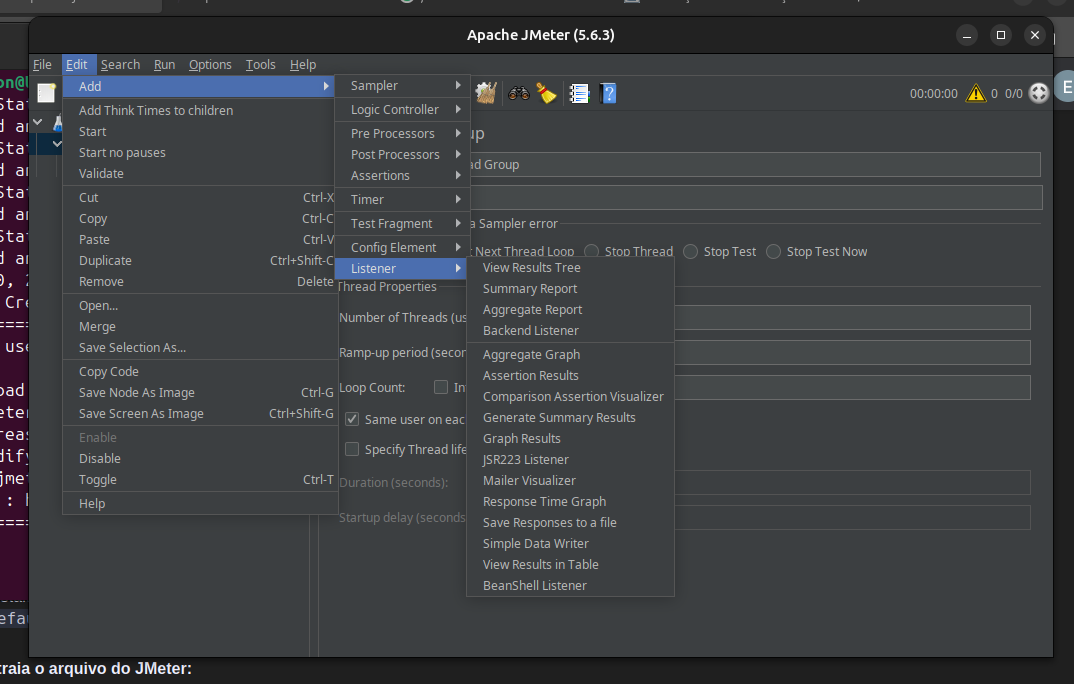 Apache JMeter (5.6.3)
File Edit Search Run Options Tools Help
00:00:00 0 0/0
Add
Add Think Times to children
Start
Start no pauses
Validate
Cut Ctrl-X
Copy Ctrl-C
Paste Ctrl-V
Duplicate Ctrl+Shift-C
Remove Delete
Open...
Merge
Save Selection As...
Copy Code
Save Node As Image Ctrl-G
Save Screen As Image Ctrl+Shift-G
Enable
Disable
Toggle Ctrl-T
Help
Sampler
Logic Controller
Pre Processors
Post Processors
Assertions
Timer
Test Fragment
Config Element
Listener
View Results Tree
Summary Report
Aggregate Report
Backend Listener
Aggregate Graph
Assertion Results
Comparison Assertion Visualizer
Generate Summary Results
Graph Results
JSR223 Listener
Mailer Visualizer
Response Time Graph
Save Responses to a file
Simple Data Writer
View Results in Table
BeanShell Listener
up
ad Group
a Sampler error
Next Thread Loop Stop Thread Stop Test Stop Test Now
Thread Properties
Number of Threads (us
Ramp-up period (secon
Loop Count: In
Same user on eac
Specify Thread life
Duration (seconds):
Startup delay (seconds
E
traia o arquivo do JMeter: